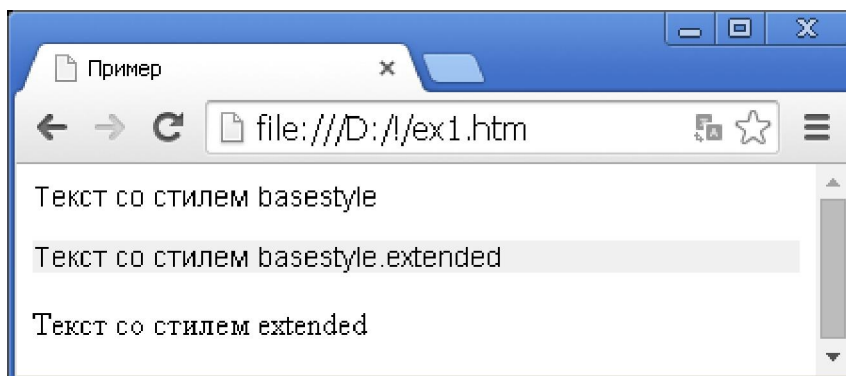 Пример
file:///D:/!/ex1.htm
Текст со стилем basestyle
Текст со стилем basestyle.extended
Текст со стилем extended